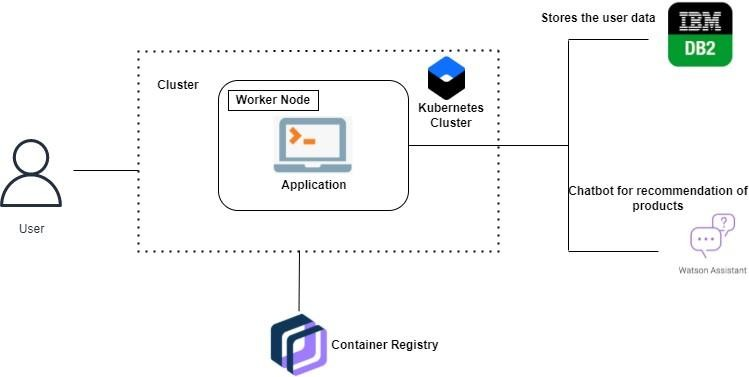 Stores the user data
IBM
DB2
Cluster
Worker Node
Kubernetes
Cluster
Application
User
Chatbot for recommendation of
products
Watson Assistant
Container Registry